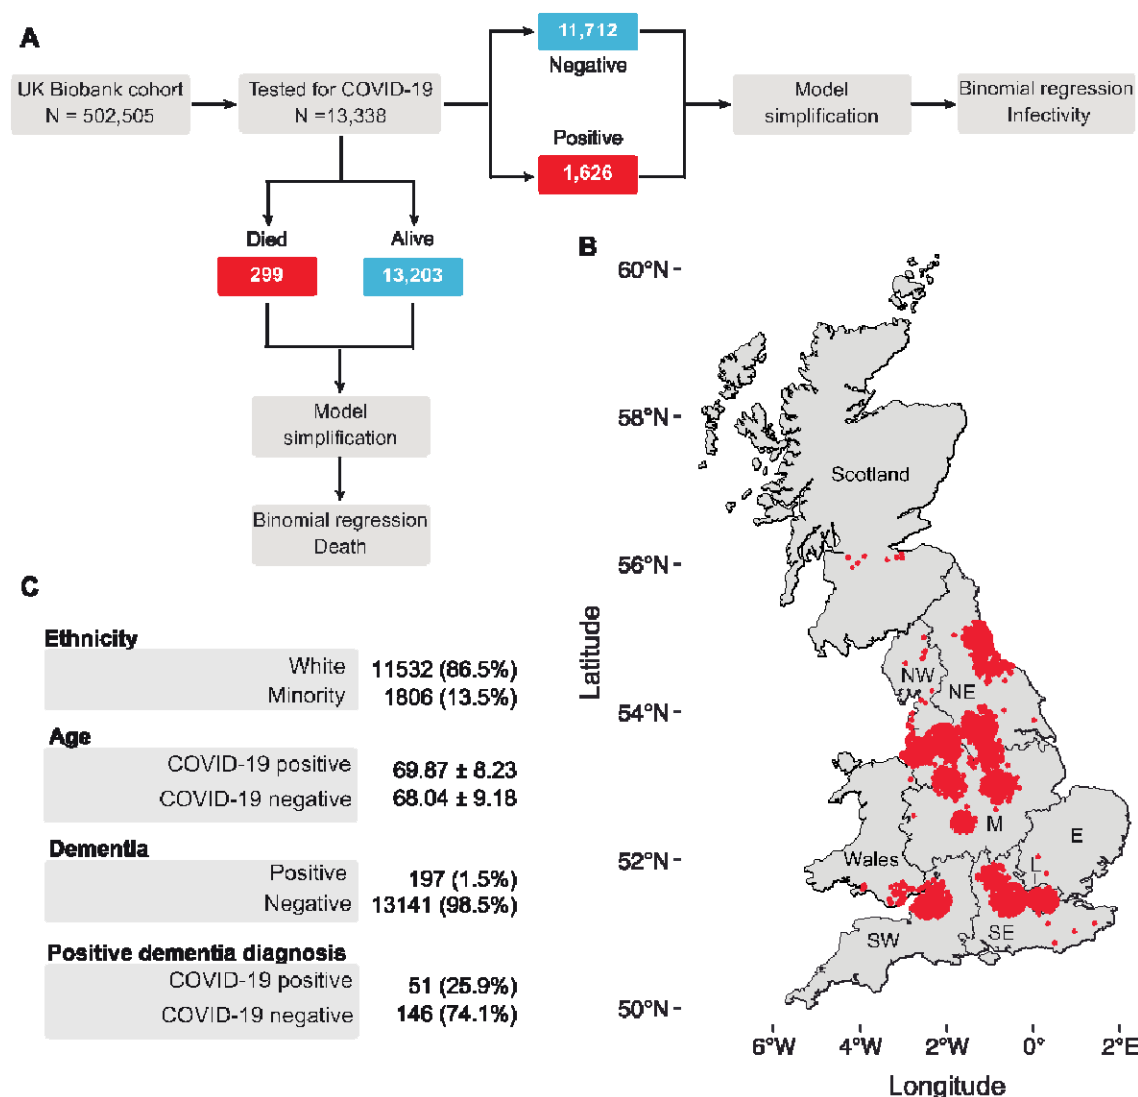 A
UK Biobank cohort
N = 502,505
Tested for COVID-19
N =13,338
11,712
Negative
Positive
1,626
Model
simplification
Binomial regression
Infectivity
Died
Alive
299
13,203
Model
simplification
Binomial regression
Death
B
60°N
58°N
56°N
54°N
52°N
50°N
Latitude
6°W
4°W
2°W
0°
2°E
Longitude
Scotland
NW
NE
M
E
Wales
L
SW
SE
C
Ethnicity
White 11532 (86.5%)
Minority 1806 (13.5%)
Age
COVID-19 positive 69.87 ± 8.23
COVID-19 negative 68.04 ± 9.18
Dementia
Positive 197 (1.5%)
Negative 13141 (98.5%)
Positive dementia diagnosis
COVID-19 positive 51 (25.9%)
COVID-19 negative 146 (74.1%)